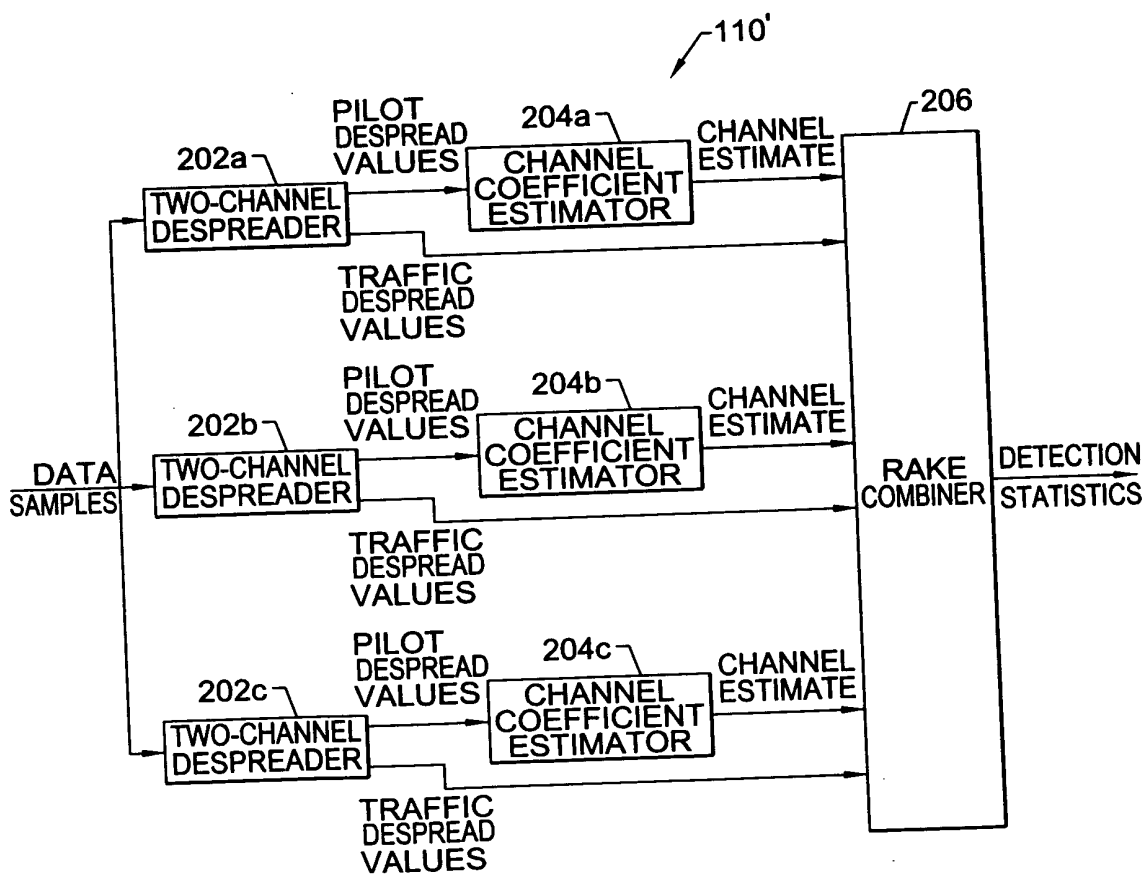 110'
206
PILOT
DESPREAD
VALUES
204a
CHANNEL
ESTIMATE
202a
CHANNEL
COEFFICIENT
ESTIMATOR
TWO-CHANNEL
DESPREADER
TRAFFIC
DESPREAD
VALUES
PILOT
DESPREAD
VALUES
204b
CHANNEL
ESTIMATE
202b
CHANNEL
COEFFICIENT
ESTIMATOR
DATA
SAMPLES
TWO-CHANNEL
DESPREADER
RAKE
COMBINER
DETECTION
STATISTICS
TRAFFIC
DESPREAD
VALUES
PILOT
DESPREAD
VALUES
204c
CHANNEL
ESTIMATE
202c
CHANNEL
COEFFICIENT
ESTIMATOR
TWO-CHANNEL
DESPREADER
TRAFFIC
DESPREAD
VALUES